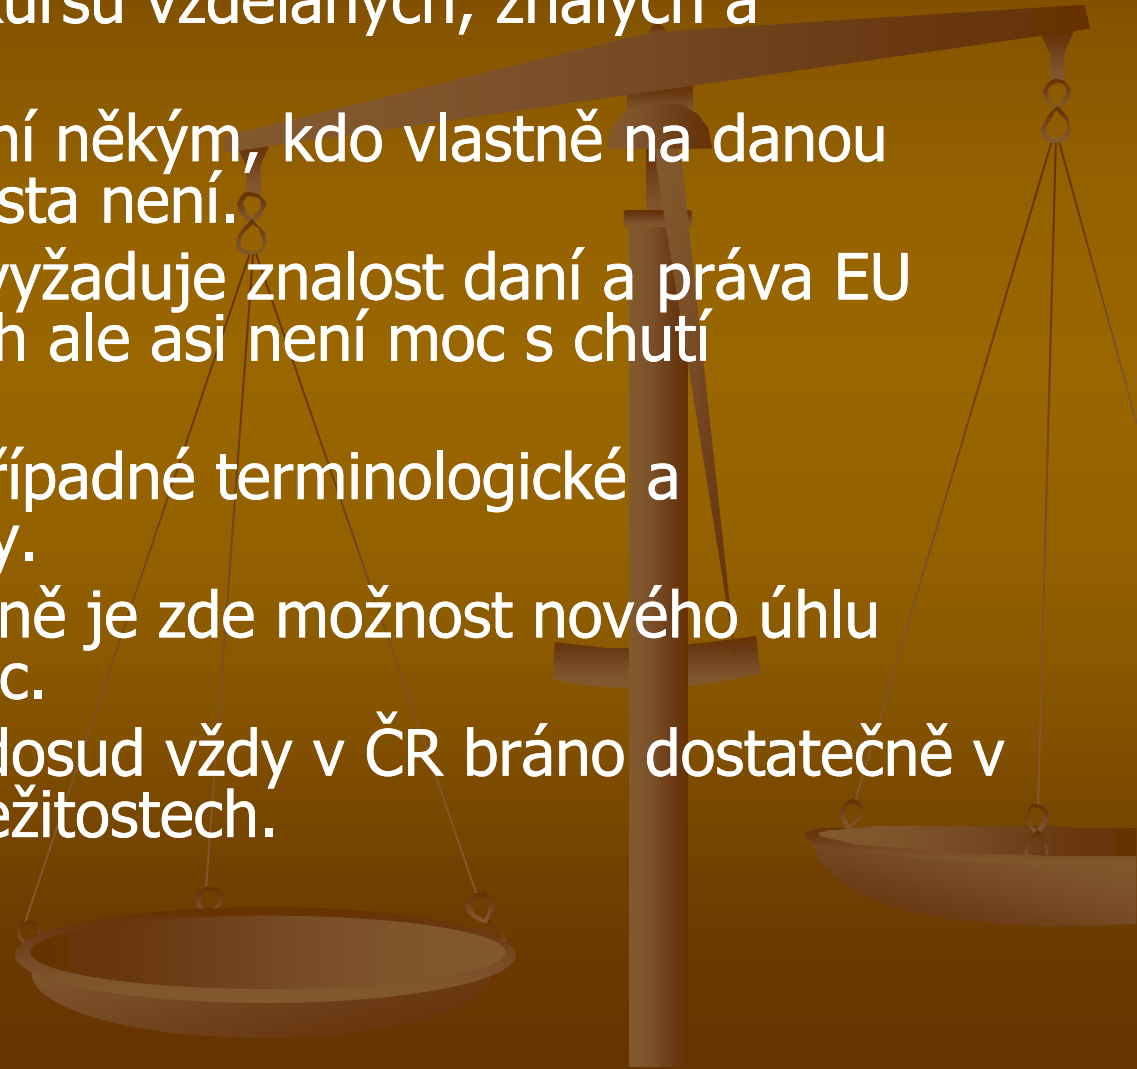 kursu vzdělaných, znalých a
ní někým, kdo vlastně na danou
sta není.
vyžaduje znalost daní a práva EU
h ale asi není moc s chutí
řípadné terminologické a
y.
ně je zde možnost nového úhlu
c.
dosud vždy v ČR bráno dostatečně v
ežitostech.